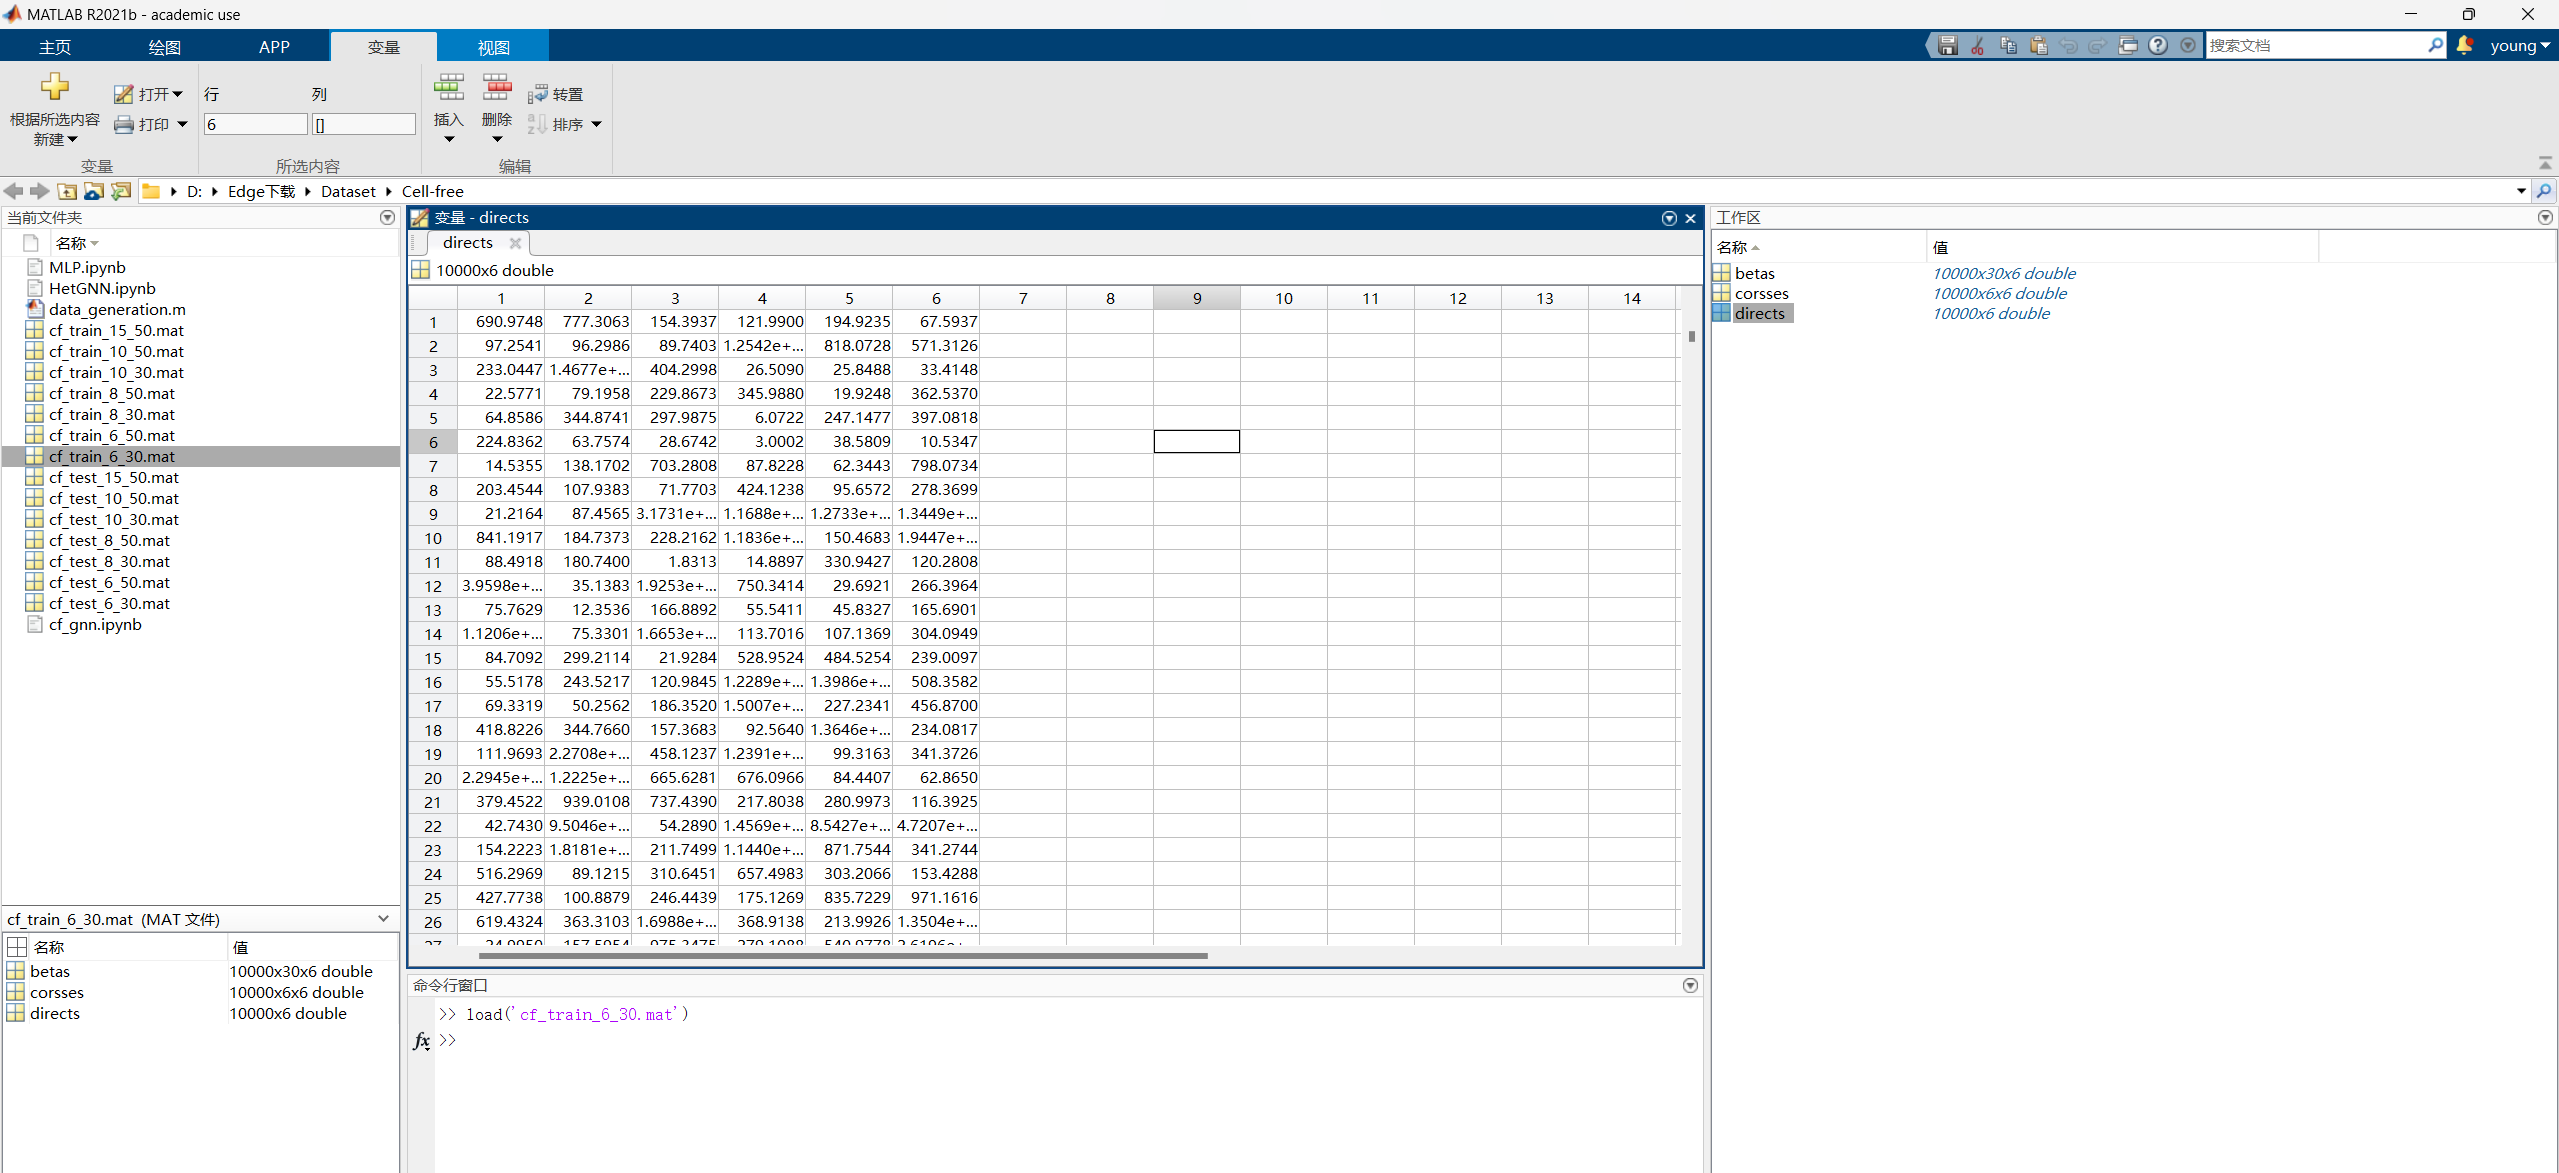 MATLAB R2021b - academic use
主页 绘图 APP 变量 视图
搜索文档 young
根据所选内容
新建
打开
打印
变量
行 列
6 []
所选内容
插入 删除 转置
排序
编辑
D: Edge下载 Dataset Cell-free
当前文件夹
名称
MLP.ipynb
HetGNN.ipynb
data_generation.m
cf_train_15_50.mat
cf_train_10_50.mat
cf_train_10_30.mat
cf_train_8_50.mat
cf_train_8_30.mat
cf_train_6_50.mat
cf_train_6_30.mat
cf_test_15_50.mat
cf_test_10_50.mat
cf_test_10_30.mat
cf_test_8_50.mat
cf_test_8_30.mat
cf_test_6_50.mat
cf_test_6_30.mat
cf_gnn.ipynb
cf_train_6_30.mat (MAT 文件)
名称 值
betas 10000x30x6 double
corsses 10000x6x6 double
directs 10000x6 double
变量 - directs
directs
10000x6 double
1 2 3 4 5 6 7 8 9 10 11 12 13 14
1 690.9748 777.3063 154.3937 121.9900 194.9235 67.5937
2 97.2541 96.2986 89.7403 1.2542e+... 818.0728 571.3126
3 233.0447 1.4677e+... 404.2998 26.5090 25.8488 33.4148
4 22.5771 79.1958 229.8673 345.9880 19.9248 362.5370
5 64.8586 344.8741 297.9875 6.0722 247.1477 397.0818
6 224.8362 63.7574 28.6742 3.0002 38.5809 10.5347
7 14.5355 138.1702 703.2808 87.8228 62.3443 798.0734
8 203.4544 107.9383 71.7703 424.1238 95.6572 278.3699
9 21.2164 87.4565 3.1731e+... 1.1688e+... 1.2733e+... 1.3449e+...
10 841.1917 184.7373 228.2162 1.1836e+... 150.4683 1.9447e+...
11 88.4918 180.7400 1.8313 14.8897 330.9427 120.2808
12 3.9598e+... 35.1383 1.9253e+... 750.3414 29.6921 266.3964
13 75.7629 12.3536 166.8892 55.5411 45.8327 165.6901
14 1.1206e+... 75.3301 1.6653e+... 113.7016 107.1369 304.0949
15 84.7092 299.2114 21.9284 528.9524 484.5254 239.0097
16 55.5178 243.5217 120.9845 1.2289e+... 1.3986e+... 508.3582
17 69.3319 50.2562 186.3520 1.5007e+... 227.2341 456.8700
18 418.8226 344.7660 157.3683 92.5640 1.3646e+... 234.0817
19 111.9693 2.2708e+... 458.1237 1.2391e+... 99.3163 341.3726
20 2.2945e+... 1.2225e+... 665.6281 676.0966 84.4407 62.8650
21 379.4522 939.0108 737.4390 217.8038 280.9973 116.3925
22 42.7430 9.5046e+... 54.2890 1.4569e+... 8.5427e+... 4.7207e+...
23 154.2223 1.8181e+... 211.7499 1.1440e+... 871.7544 341.2744
24 516.2969 89.1215 310.6451 657.4983 303.2066 153.4288
25 427.7738 100.8879 246.4439 175.1269 835.7229 971.1616
26 619.4324 363.3103 1.6988e+... 368.9138 213.9926 1.3504e+...
命令行窗口
>> load('cf_train_6_30.mat')
fx >>
工作区
名称 值
betas 10000x30x6 double
corsses 10000x6x6 double
directs 10000x6 double